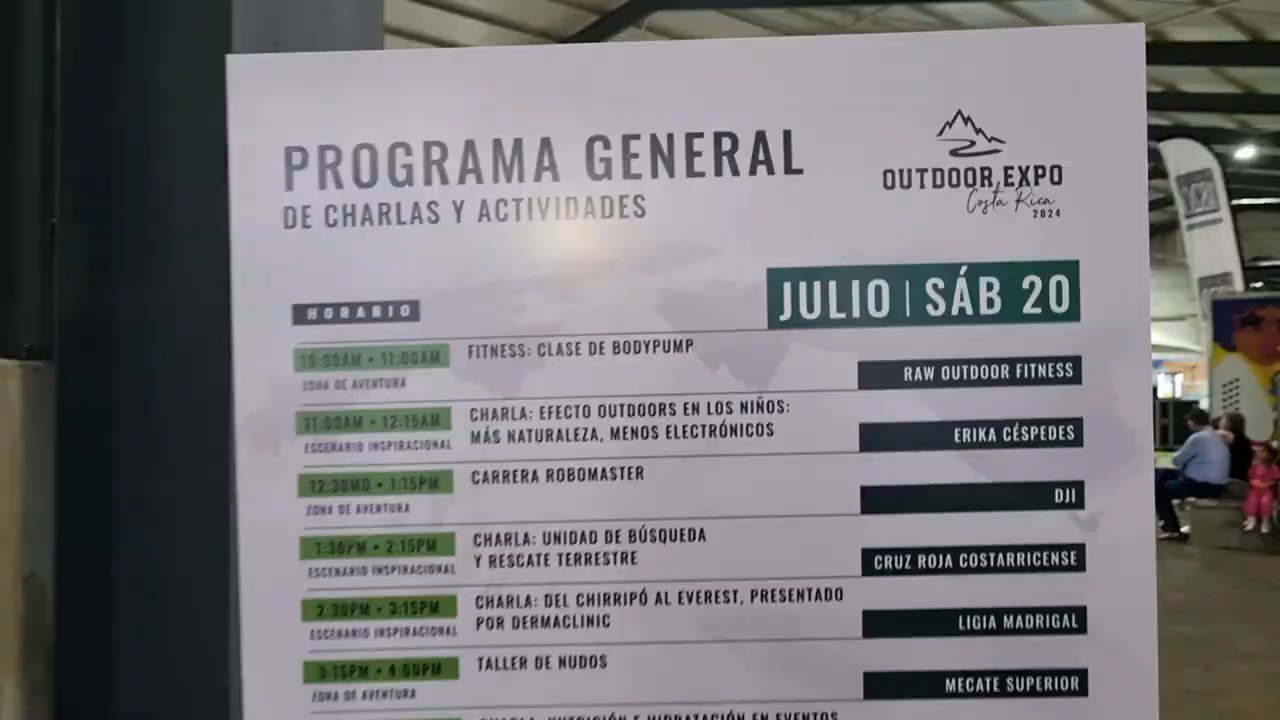 PROGRAMA GENERAL
DE CHARLAS Y ACTIVIDADES
OUTDOOR EXPO
Costa Rica
2024
JULIO | SÁB 20
HORARIO
10:00AM • 11:00AM
FITNESS: CLASE DE BODYPUMP
ZONA DE AVENTURA
RAW OUTDOOR FITNESS
11:00AM • 12:15AM
CHARLA: EFECTO OUTDOORS EN LOS NIÑOS:
MÁS NATURALEZA, MENOS ELECTRÓNICOS
ESCENARIO INSPIRACIONAL
ERIKA CÉSPEDES
12:30MD • 1:15PM
CARRERA ROBOMASTER
ZONA DE AVENTURA
DJI
1:30PM • 2:15PM
CHARLA: UNIDAD DE BÚSQUEDA
Y RESCATE TERRESTRE
ESCENARIO INSPIRACIONAL
CRUZ ROJA COSTARRICENSE
2:30PM • 3:15PM
CHARLA: DEL CHIRRIPÓ AL EVEREST, PRESENTADO
POR DERMACLINIC
ESCENARIO INSPIRACIONAL
LIGIA MADRIGAL
3:15PM • 4:00PM
TALLER DE NUDOS
ZONA DE AVENTURA
MECATE SUPERIOR
CHARLA: NUTRICIÓN E HIDRATACIÓN EN EVENTOS